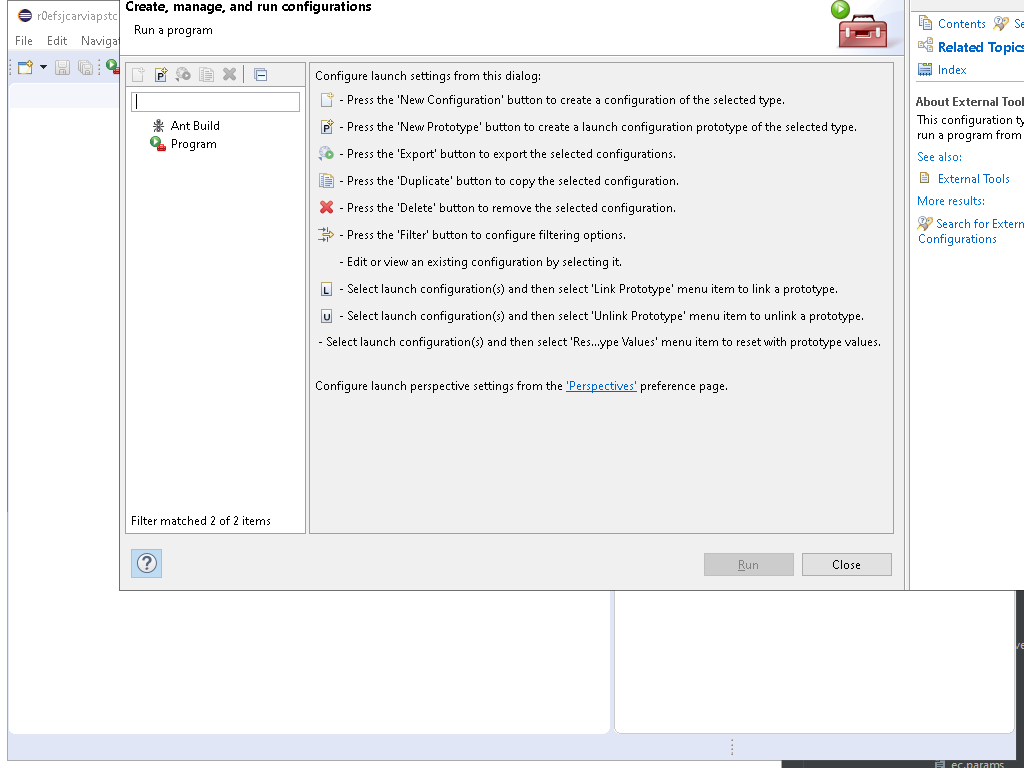 Create, manage, and run configurations
Run a program
r0efsjcarviapstc
File Edit Naviga
Ant Build
Program
Filter matched 2 of 2 items
Configure launch settings from this dialog:
- Press the 'New Configuration' button to create a configuration of the selected type.
- Press the 'New Prototype' button to create a launch configuration prototype of the selected type.
- Press the 'Export' button to export the selected configurations.
- Press the 'Duplicate' button to copy the selected configuration.
- Press the 'Delete' button to remove the selected configuration.
- Press the 'Filter' button to configure filtering options.
- Edit or view an existing configuration by selecting it.
L - Select launch configuration(s) and then select 'Link Prototype' menu item to link a prototype.
U - Select launch configuration(s) and then select 'Unlink Prototype' menu item to unlink a prototype.
- Select launch configuration(s) and then select 'Res...ype Values' menu item to reset with prototype values.
Configure launch perspective settings from the 'Perspectives' preference page.
?
Run
Close
Contents Se
Related Topics
Index
About External Tool
This configuration ty
run a program from
See also:
External Tools
More results:
Search for Extern
Configurations
ve
ec.params